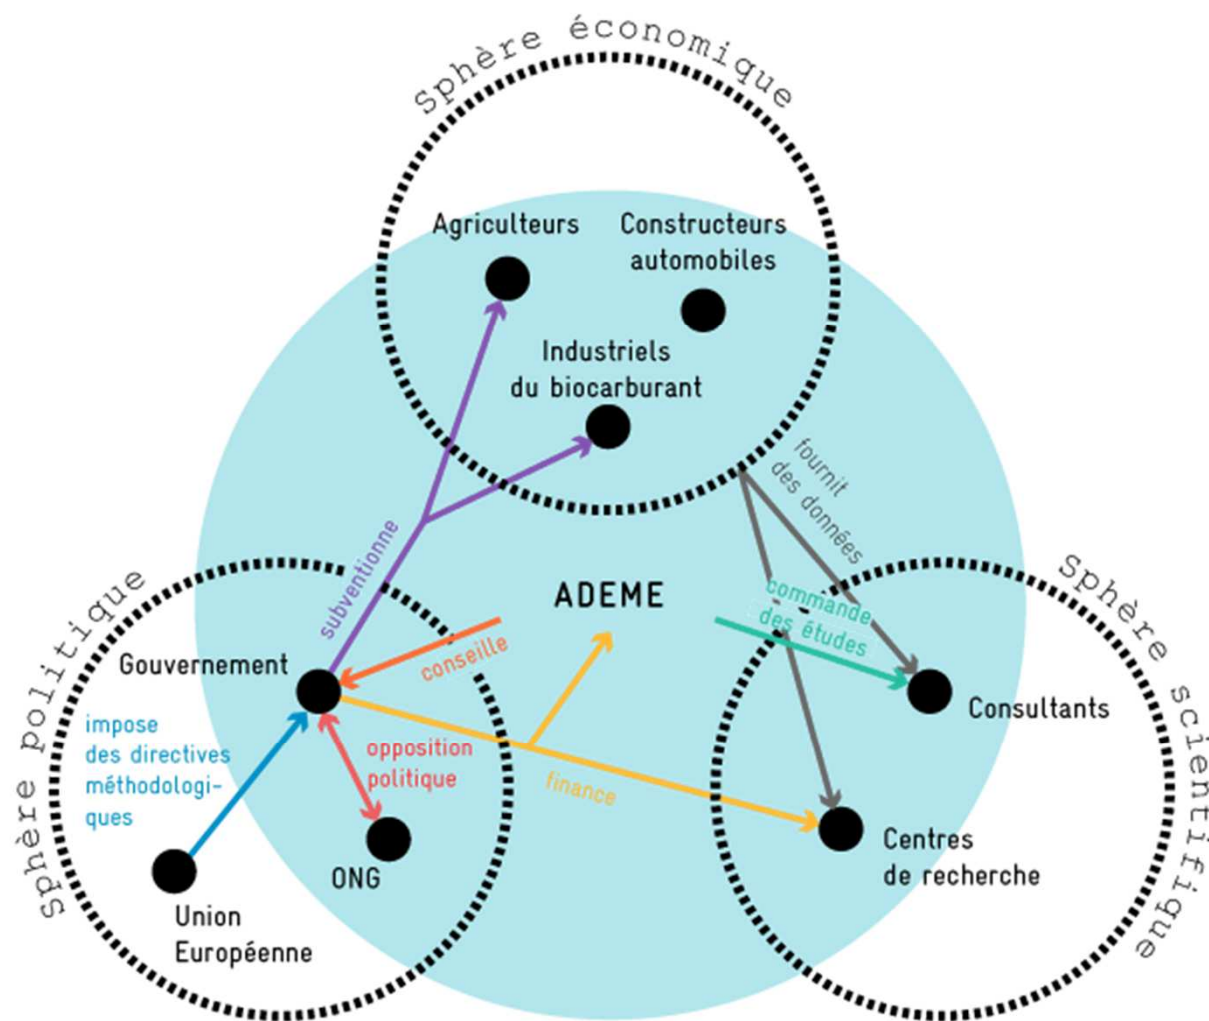 Sphère économique
Agriculteurs
Constructeurs
automobiles
Industriels
du biocarburant
fournit
des données
subventionne
ADEME
commande
des études
Sphère politique
Sphère scientifique
Gouvernement
conseille
Consultants
impose
des directives
méthodologi-
ques
opposition
politique
finance
ONG
Centres
de recherche
Union
Européenne